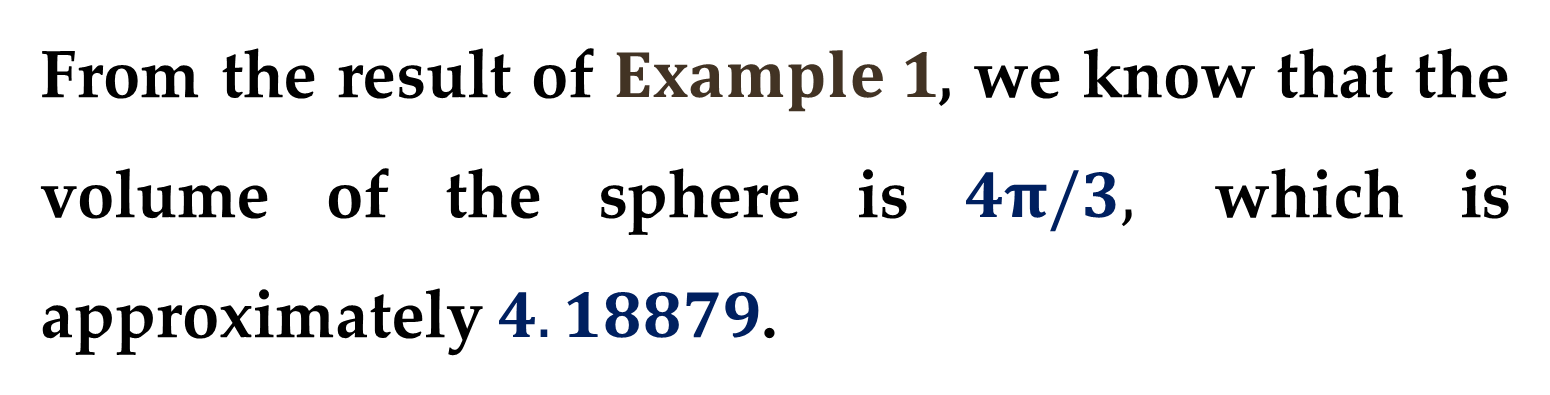 From the result of Example 1, we know that the
volume of the sphere is 4π/3, which is
approximately 4. 18879.